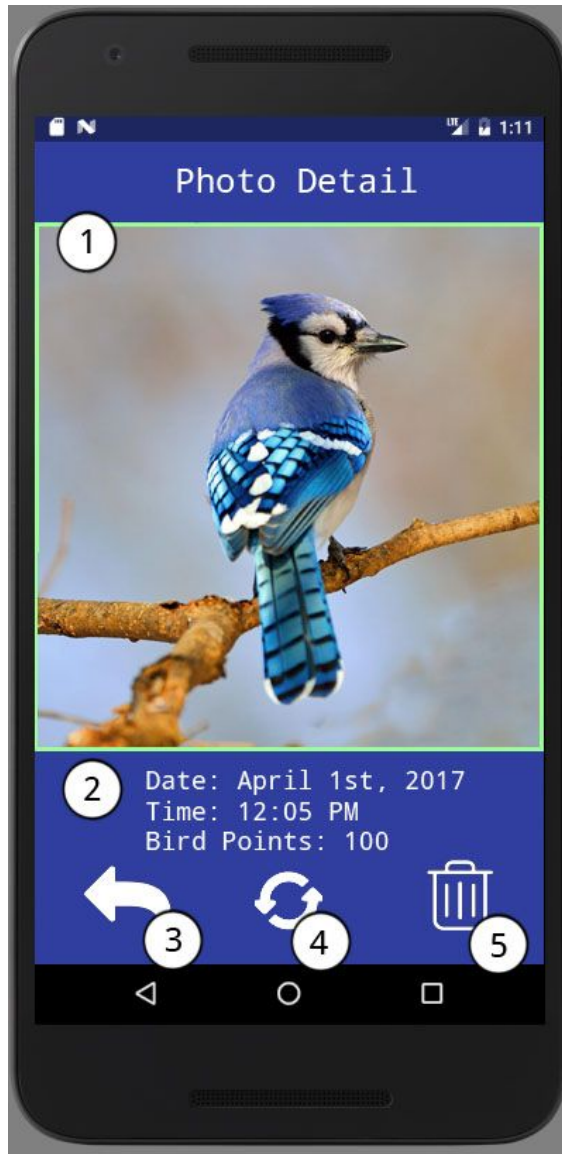 LTE 1:11
Photo Detail
1
2
Date: April 1st, 2017
Time: 12:05 PM
Bird Points: 100
3
4
5